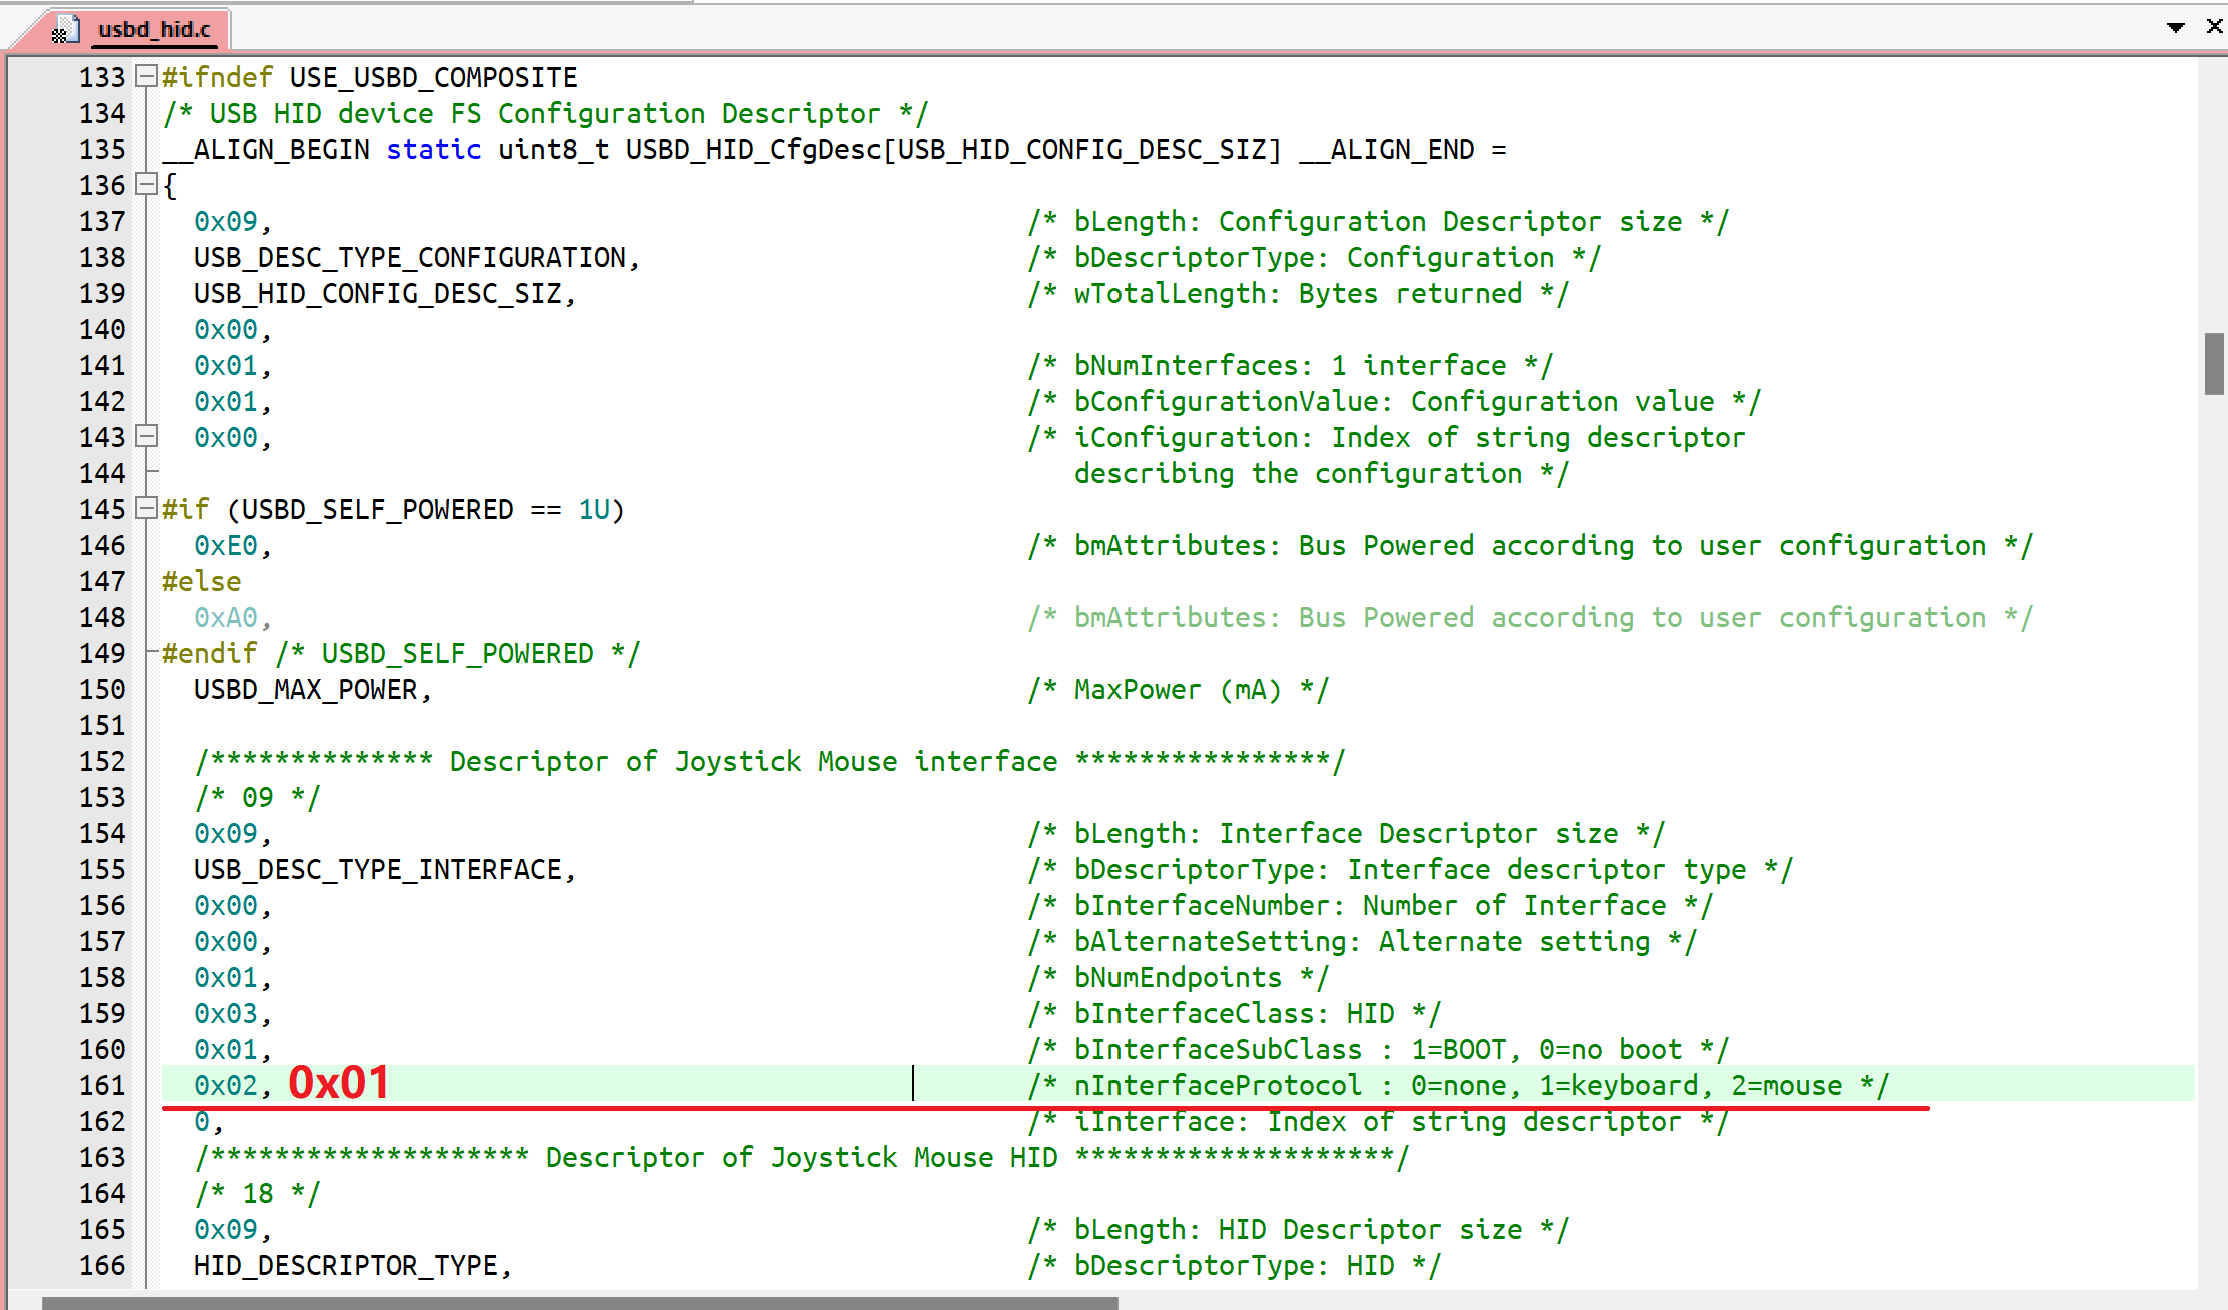 usbd_hid.c
133 #ifndef USE_USBD_COMPOSITE
134 /* USB HID device FS Configuration Descriptor */
135 __ALIGN_BEGIN static uint8_t USBD_HID_CfgDesc[USB_HID_CONFIG_DESC_SIZ] __ALIGN_END =
136 {
137 0x09, /* bLength: Configuration Descriptor size */
138 USB_DESC_TYPE_CONFIGURATION, /* bDescriptorType: Configuration */
139 USB_HID_CONFIG_DESC_SIZ, /* wTotalLength: Bytes returned */
140 0x00,
141 0x01, /* bNumInterfaces: 1 interface */
142 0x01, /* bConfigurationValue: Configuration value */
143 0x00, /* iConfiguration: Index of string descriptor
144 describing the configuration */
145 #if (USBD_SELF_POWERED == 1U)
146 0xE0, /* bmAttributes: Bus Powered according to user configuration */
147 #else
148 0xA0, /* bmAttributes: Bus Powered according to user configuration */
149 #endif /* USBD_SELF_POWERED */
150 USBD_MAX_POWER, /* MaxPower (mA) */
151
152 /************** Descriptor of Joystick Mouse interface ****************/
153 /* 09 */
154 0x09, /* bLength: Interface Descriptor size */
155 USB_DESC_TYPE_INTERFACE, /* bDescriptorType: Interface descriptor type */
156 0x00, /* bInterfaceNumber: Number of Interface */
157 0x00, /* bAlternateSetting: Alternate setting */
158 0x01, /* bNumEndpoints */
159 0x03, /* bInterfaceClass: HID */
160 0x01, /* bInterfaceSubClass : 1=BOOT, 0=no boot */
161 0x02, 0x01 /* nInterfaceProtocol : 0=none, 1=keyboard, 2=mouse */
162 0, /* iInterface: Index of string descriptor */
163 /******************** Descriptor of Joystick Mouse HID ********************/
164 /* 18 */
165 0x09, /* bLength: HID Descriptor size */
166 HID_DESCRIPTOR_TYPE, /* bDescriptorType: HID */